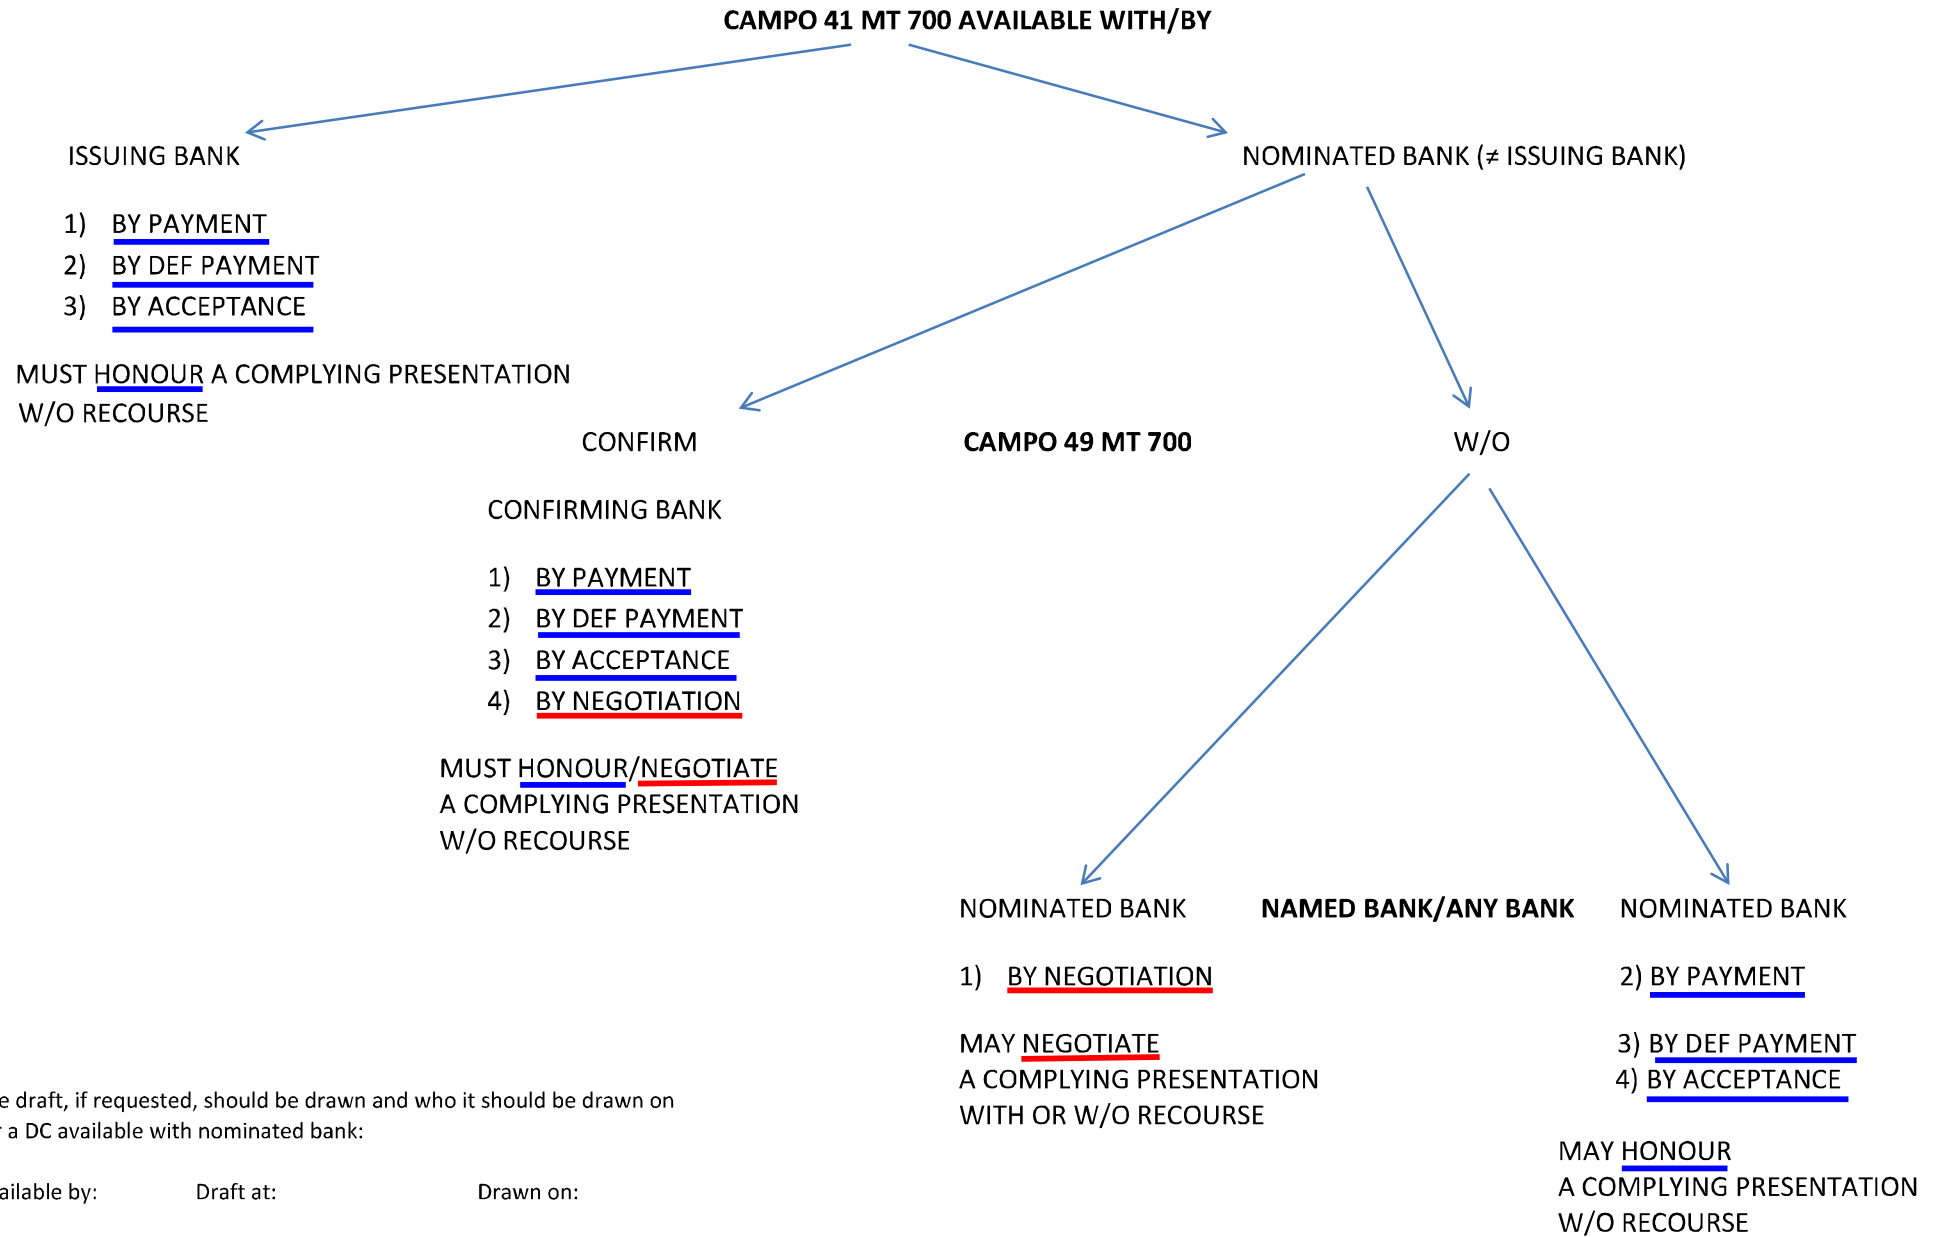 CAMPO 41 MT 700 AVAILABLE WITH/BY
ISSUING BANK
1) BY PAYMENT
2) BY DEF PAYMENT
3) BY ACCEPTANCE
MUST HONOUR A COMPLYING PRESENTATION
W/O RECOURSE
NOMINATED BANK (≠ ISSUING BANK)
CONFIRM
CAMPO 49 MT 700
W/O
CONFIRMING BANK
1) BY PAYMENT
2) BY DEF PAYMENT
3) BY ACCEPTANCE
4) BY NEGOTIATION
MUST HONOUR/NEGOTIATE
A COMPLYING PRESENTATION
W/O RECOURSE
NOMINATED BANK
1) BY NEGOTIATION
MAY NEGOTIATE
A COMPLYING PRESENTATION
WITH OR W/O RECOURSE
NAMED BANK/ANY BANK
NOMINATED BANK
2) BY PAYMENT
3) BY DEF PAYMENT
4) BY ACCEPTANCE
MAY HONOUR
A COMPLYING PRESENTATION
W/O RECOURSE
draft, if requested, should be drawn and who it should be drawn on
a DC available with nominated bank:
by: Draft at: Drawn on: